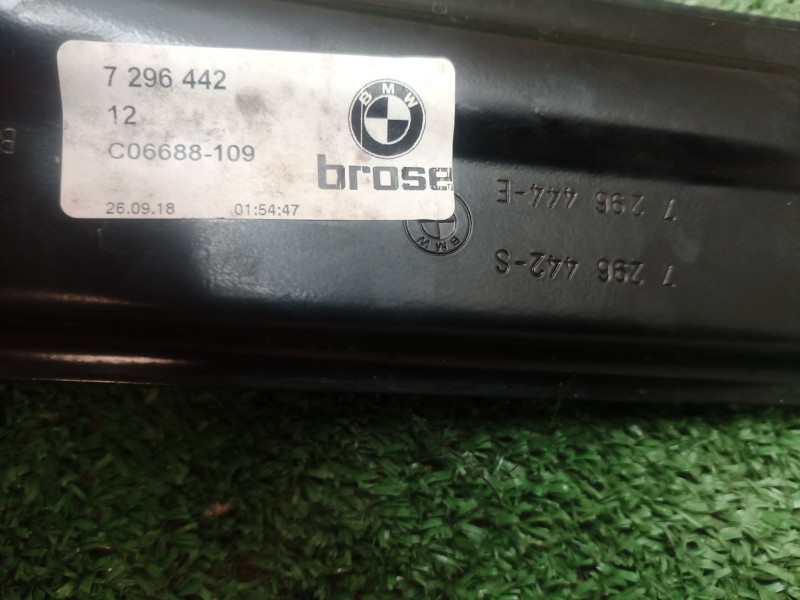 7 296 442
12
C06688-109
26.09.18 01:54:47
BMW
brose
7 296 444-E
BMW
7 296 442-S
B